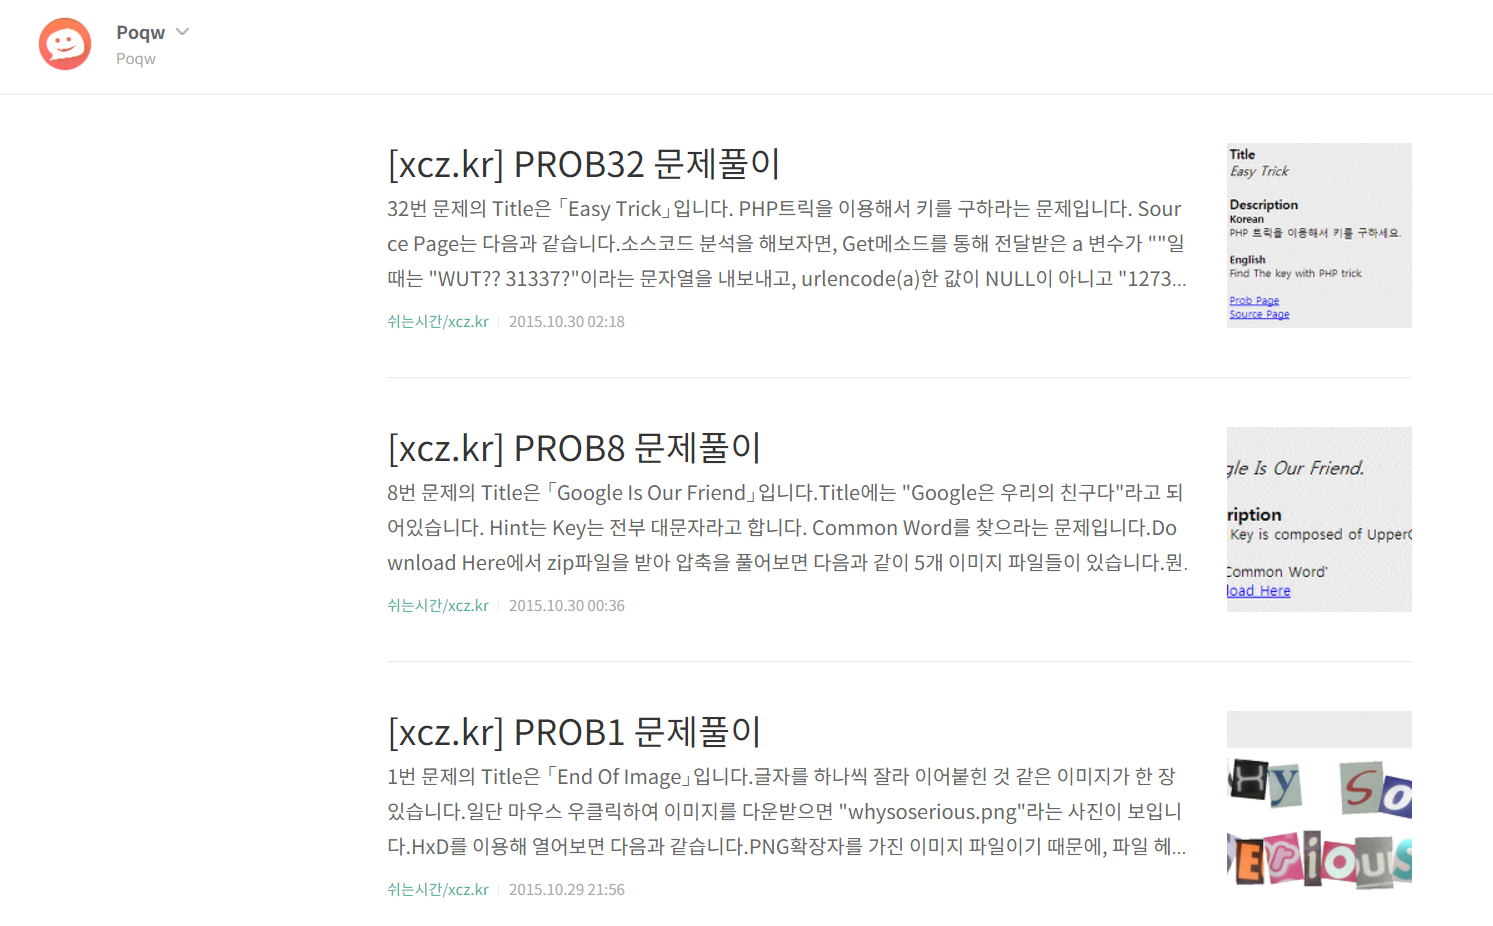 Poqw
Poqw
[xcz.kr] PROB32 문제풀이
32번 문제의 Title은 「Easy Trick」입니다. PHP트릭을 이용해서 키를 구하라는 문제입니다. Sour
ce Page는 다음과 같습니다.소스코드 분석을 해보자면, Get메소드를 통해 전달받은 a 변수가 ""일
때는 "WUT?? 31337?"이라는 문자열을 내보내고, urlencode(a)한 값이 NULL이 아니고 "1273...
쉬는시간/xcz.kr
2015.10.30 02:18
Title
Easy Trick
Description
Korean
PHP 트릭을 이용해서 키를 구하세요.
English
Find The key with PHP trick
Prob Page
Source Page
[xcz.kr] PROB8 문제풀이
8번 문제의 Title은 「Google Is Our Friend」입니다.Title에는 "Google은 우리의 친구다"라고 되
어있습니다. Hint는 Key는 전부 대문자라고 합니다. Common Word를 찾으라는 문제입니다.Do
wnload Here에서 zip파일을 받아 압축을 풀어보면 다음과 같이 5개 이미지 파일들이 있습니다.뭔.
쉬는시간/xcz.kr
2015.10.30 00:36
gle Is Our Friend.
ription
Key is composed of Upper
Common Word'
load Here
[xcz.kr] PROB1 문제풀이
1번 문제의 Title은 「End Of Image」입니다.글자를 하나씩 잘라 이어붙힌 것 같은 이미지가 한 장
있습니다.일단 마우스 우클릭하여 이미지를 다운받으면 "whysoserious.png"라는 사진이 보입니
다.HxD를 이용해 열어보면 다음과 같습니다.PNG확장자를 가진 이미지 파일이기 때문에, 파일 헤...
쉬는시간/xcz.kr
2015.10.29 21:56
Hy So
ERiouS